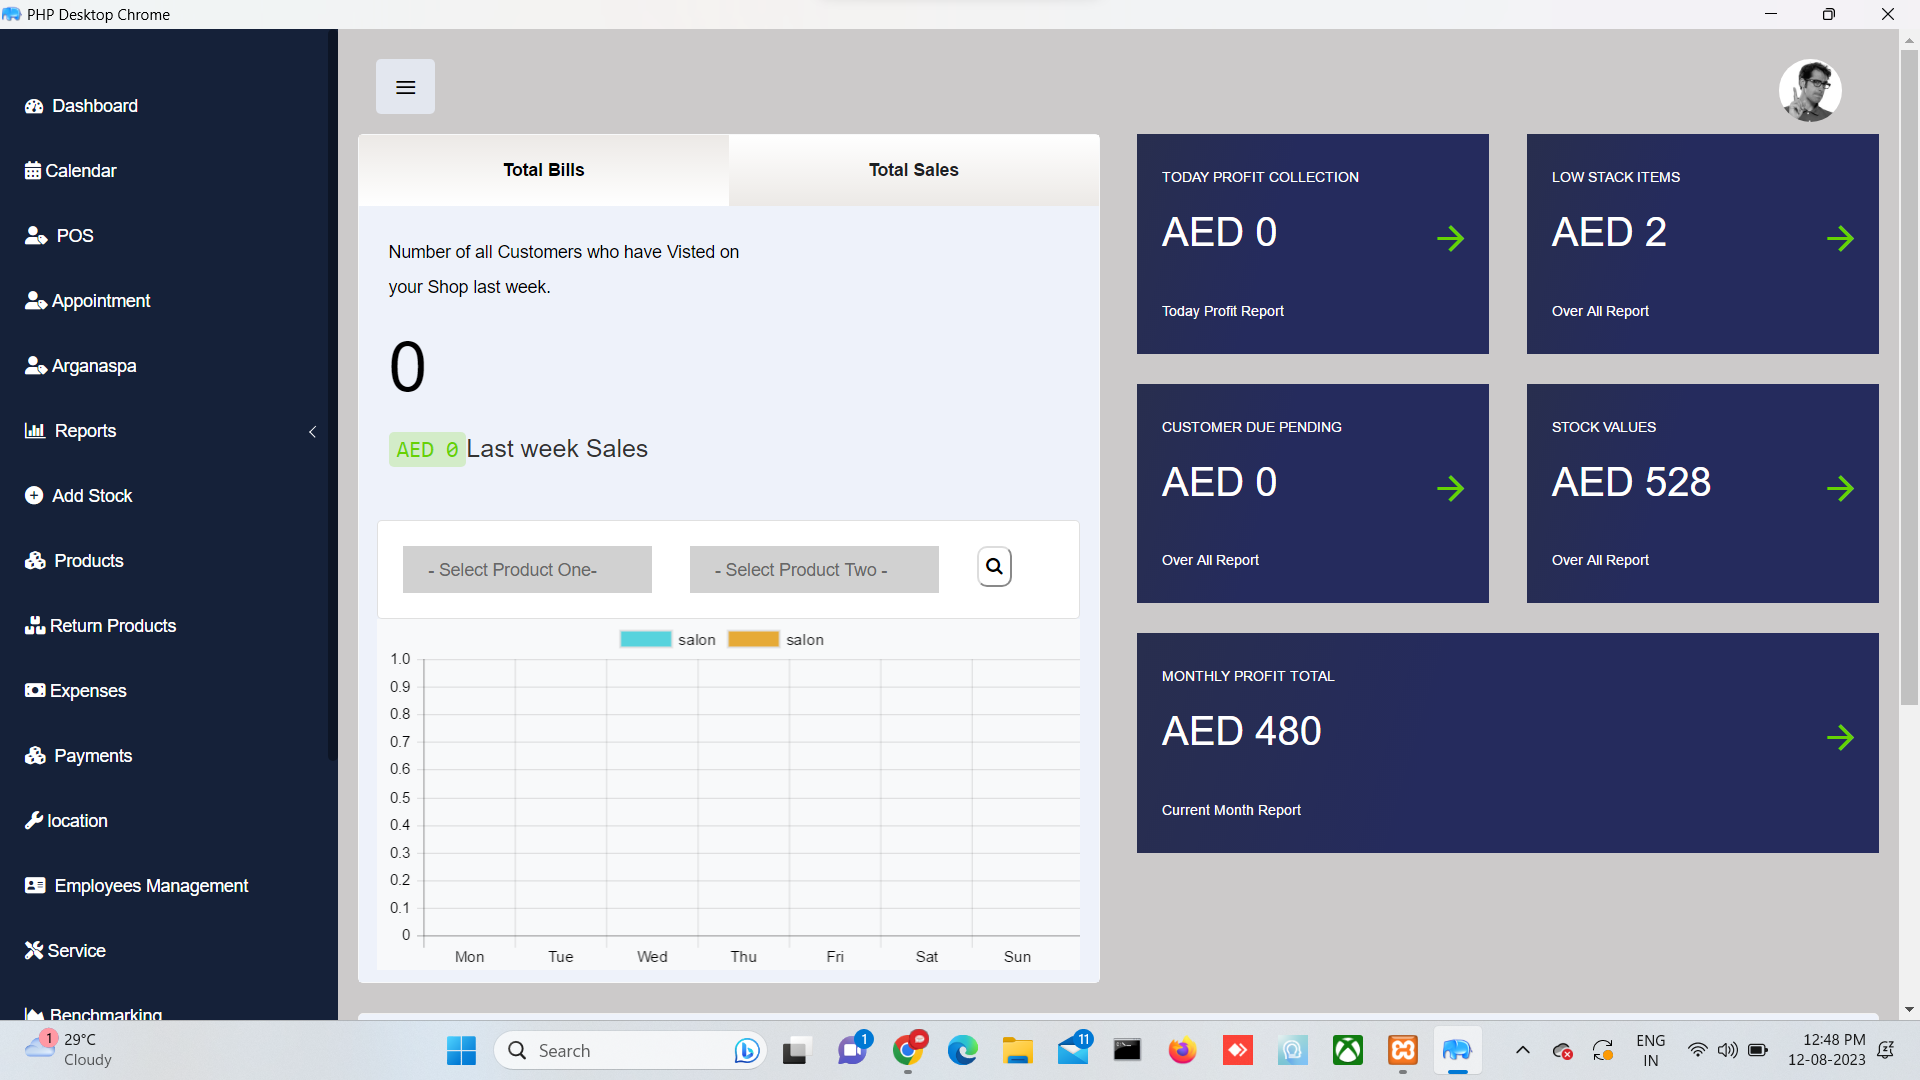 PHP Desktop Chrome
Dashboard
Calendar
POS
Appointment
Arganaspa
Reports
Add Stock
Products
Return Products
Expenses
Payments
location
Employees Management
Service
Benchmarking
Total Bills
Total Sales
Number of all Customers who have Visted on
your Shop last week.
0
AED 0 Last week Sales
- Select Product One-
- Select Product Two -
salon
salon
1.0
0.9
0.8
0.7
0.6
0.5
0.4
0.3
0.2
0.1
0
Mon Tue Wed Thu Fri Sat Sun
TODAY PROFIT COLLECTION
AED 0
Today Profit Report
LOW STACK ITEMS
AED 2
Over All Report
CUSTOMER DUE PENDING
AED 0
Over All Report
STOCK VALUES
AED 528
Over All Report
MONTHLY PROFIT TOTAL
AED 480
Current Month Report
1
29°C
Cloudy
Search
1
11
ENG
IN
12:48 PM
12-08-2023